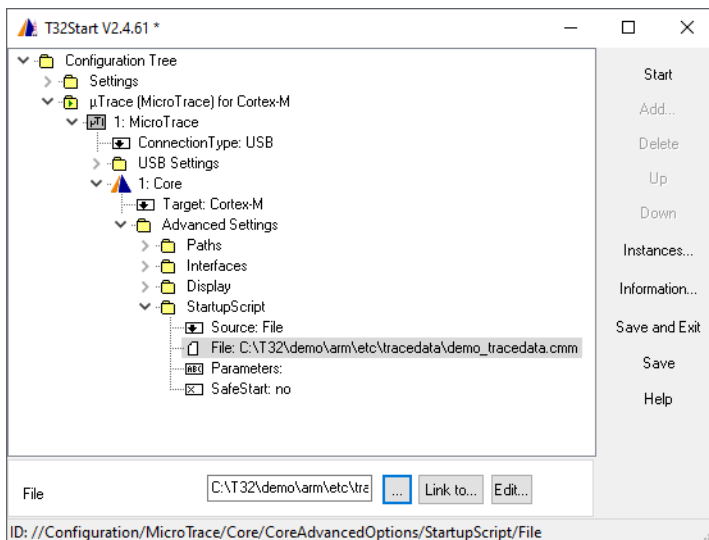 T32Start V2.4.61 *
Configuration Tree
Settings
µTrace (MicroTrace) for Cortex-M
µTI 1: MicroTrace
ConnectionType: USB
USB Settings
1: Core
Target: Cortex-M
Advanced Settings
Paths
Interfaces
Display
StartupScript
Source: File
File: C:\T32\demo\arm\etc\tracedata\demo_tracedata.cmm
ABC Parameters:
SafeStart: no
Start
Add...
Delete
Up
Down
Instances...
Information...
Save and Exit
Save
Help
File C:\T32\demo\arm\etc\tra ... Link to... Edit...
ID: //Configuration/MicroTrace/Core/CoreAdvancedOptions/StartupScript/File